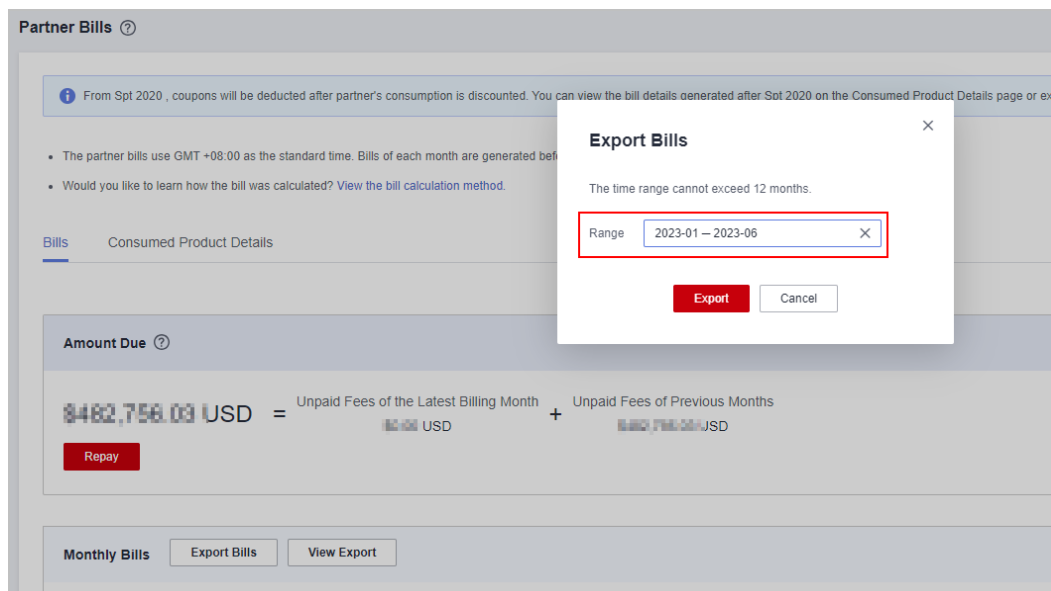 Partner Bills ?
From Spt 2020 , coupons will be deducted after partner's consumption is discounted. You can view the bill details generated after Spt 2020 on the Consumed Product Details page or ex
• The partner bills use GMT +08:00 as the standard time. Bills of each month are generated bef
• Would you like to learn how the bill was calculated? View the bill calculation method.
Bills Consumed Product Details
Export Bills
The time range cannot exceed 12 months.
Range 2023-01 – 2023-06
Export Cancel
Amount Due ?
USD = Unpaid Fees of the Latest Billing Month + Unpaid Fees of Previous Months
USD USD
Repay
Monthly Bills Export Bills View Export